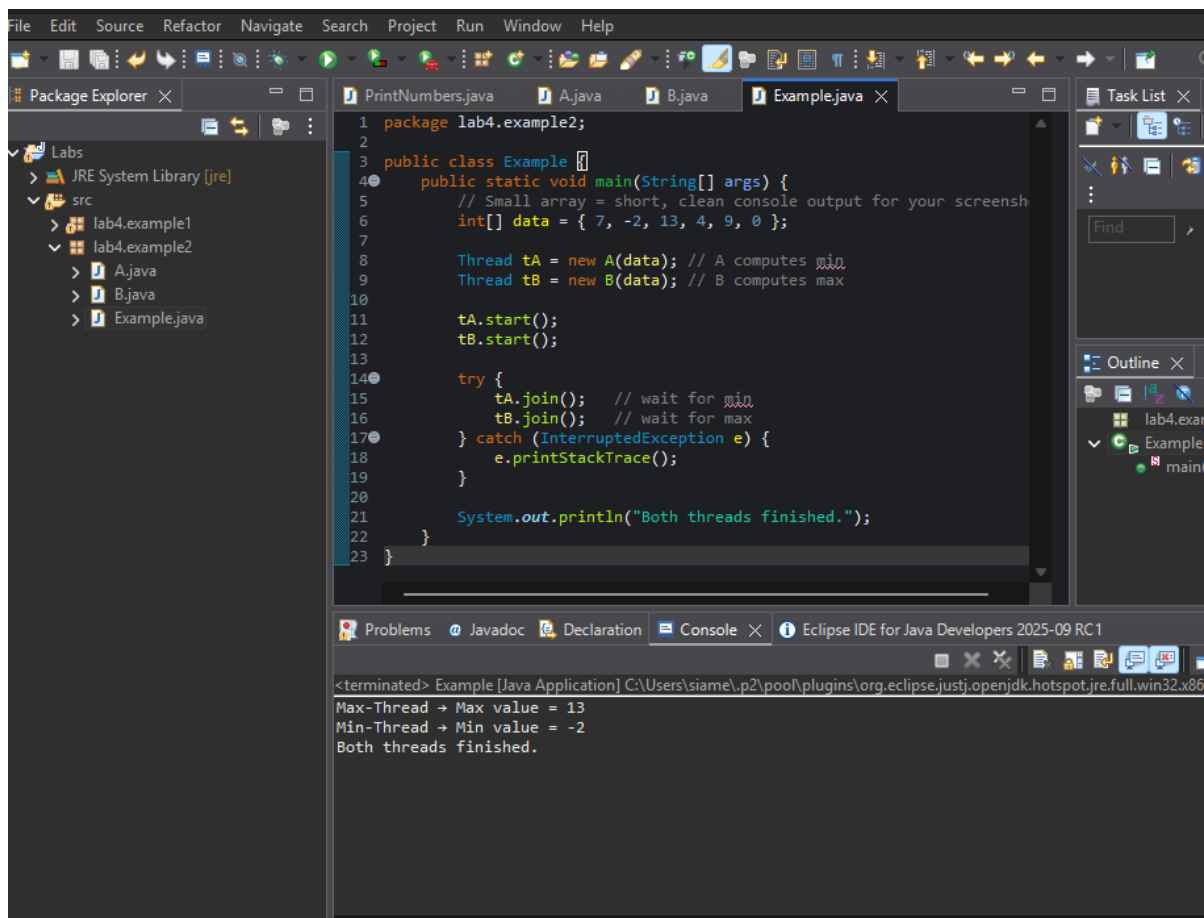 File Edit Source Refactor Navigate Search Project Run Window Help
Package Explorer
Labs
JRE System Library [jre]
src
lab4.example1
lab4.example2
A.java
B.java
Example.java
PrintNumbers.java A.java B.java Example.java
1 package lab4.example2;
2
3 public class Example {
4 public static void main(String[] args) {
5 // Small array = short, clean console output for your screensh
6 int[] data = { 7, -2, 13, 4, 9, 0 };
7
8 Thread tA = new A(data); // A computes min
9 Thread tB = new B(data); // B computes max
10
11 tA.start();
12 tB.start();
13
14 try {
15 tA.join(); // wait for min
16 tB.join(); // wait for max
17 } catch (InterruptedException e) {
18 e.printStackTrace();
19 }
20
21 System.out.println("Both threads finished.");
22 }
23 }
Task List
Find
Outline
lab4.exar
Example
main(
Problems Javadoc Declaration Console Eclipse IDE for Java Developers 2025-09 RC1
<terminated> Example [Java Application] C:\Users\siame\.p2\pool\plugins\org.eclipse.justj.openjdk.hotspot.jre.full.win32.x86
Max-Thread → Max value = 13
Min-Thread → Min value = -2
Both threads finished.